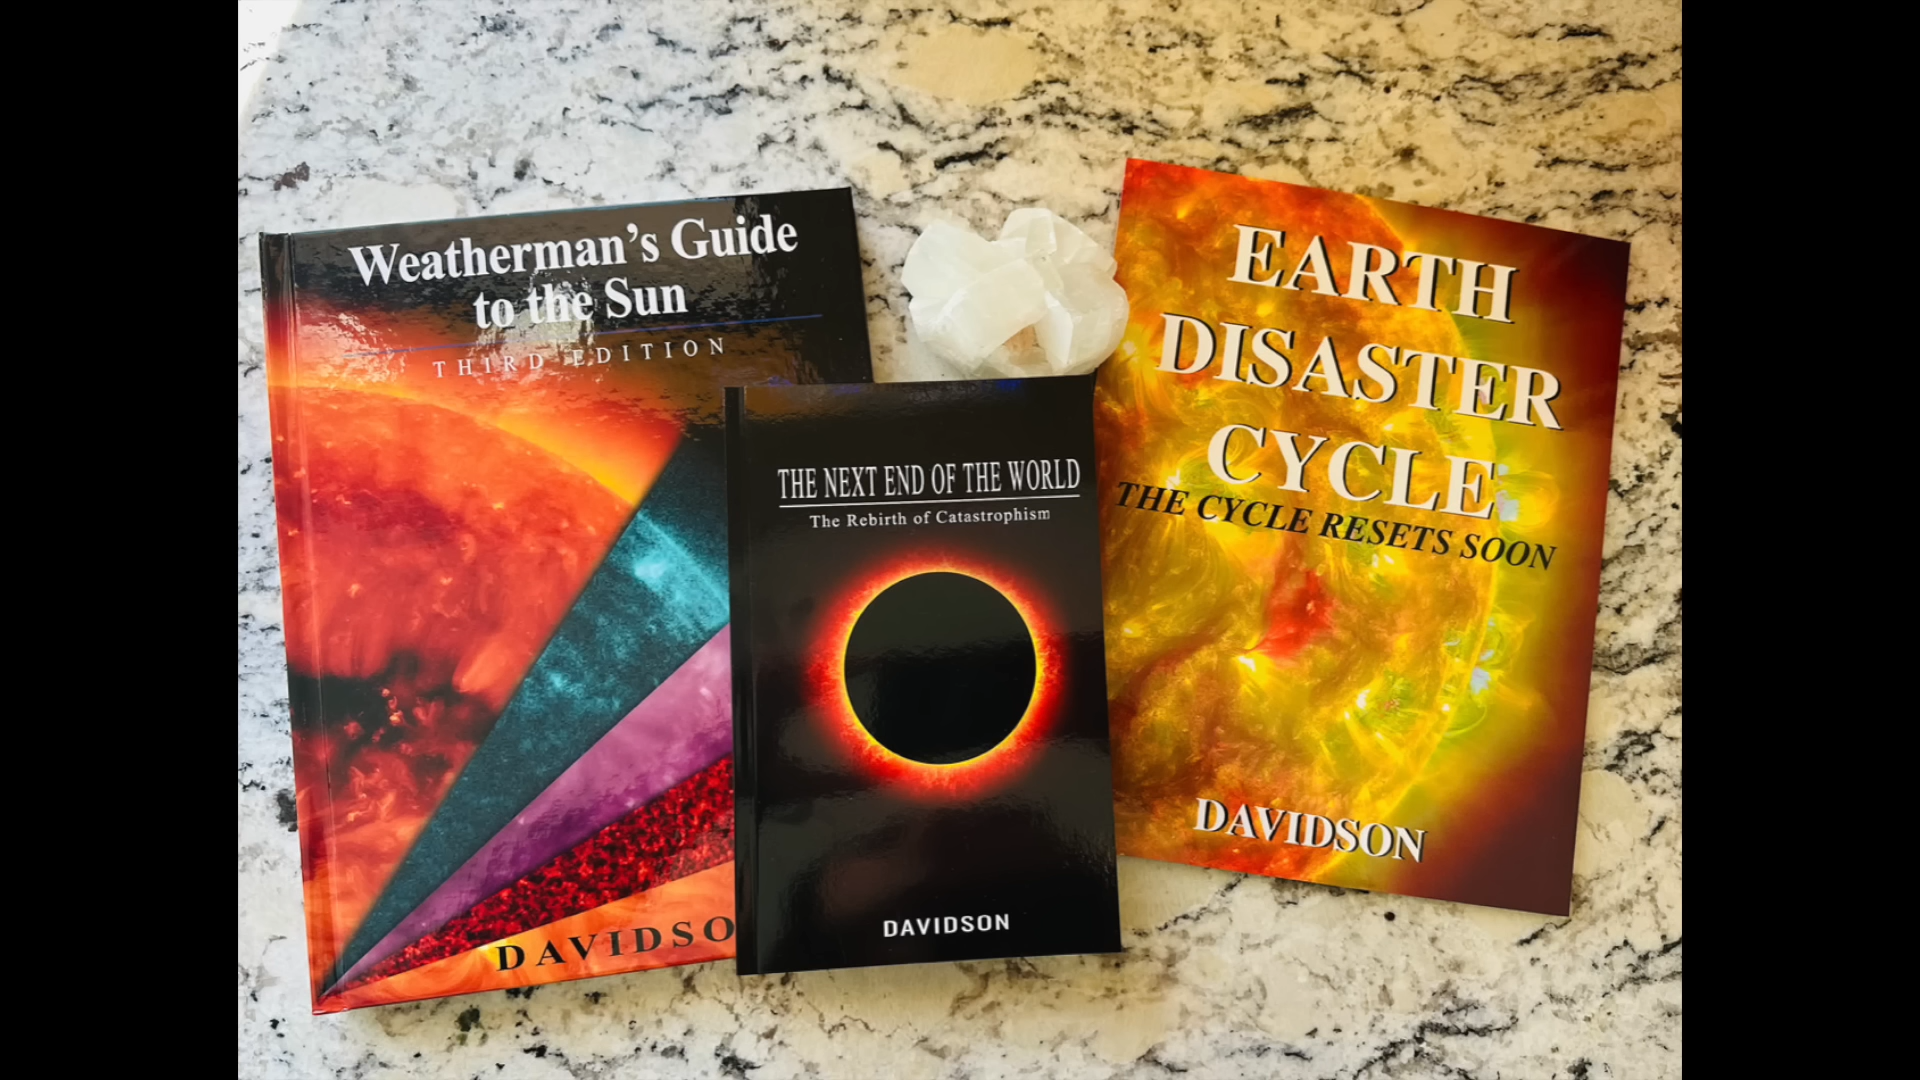 Weatherman's Guide
to the Sun
THIRD EDITION
DAVIDSO
THE NEXT END OF THE WORLD
The Rebirth of Catastrophism
DAVIDSON
EARTH
DISASTER
CYCLE
THE CYCLE RESETS SOON
DAVIDSON